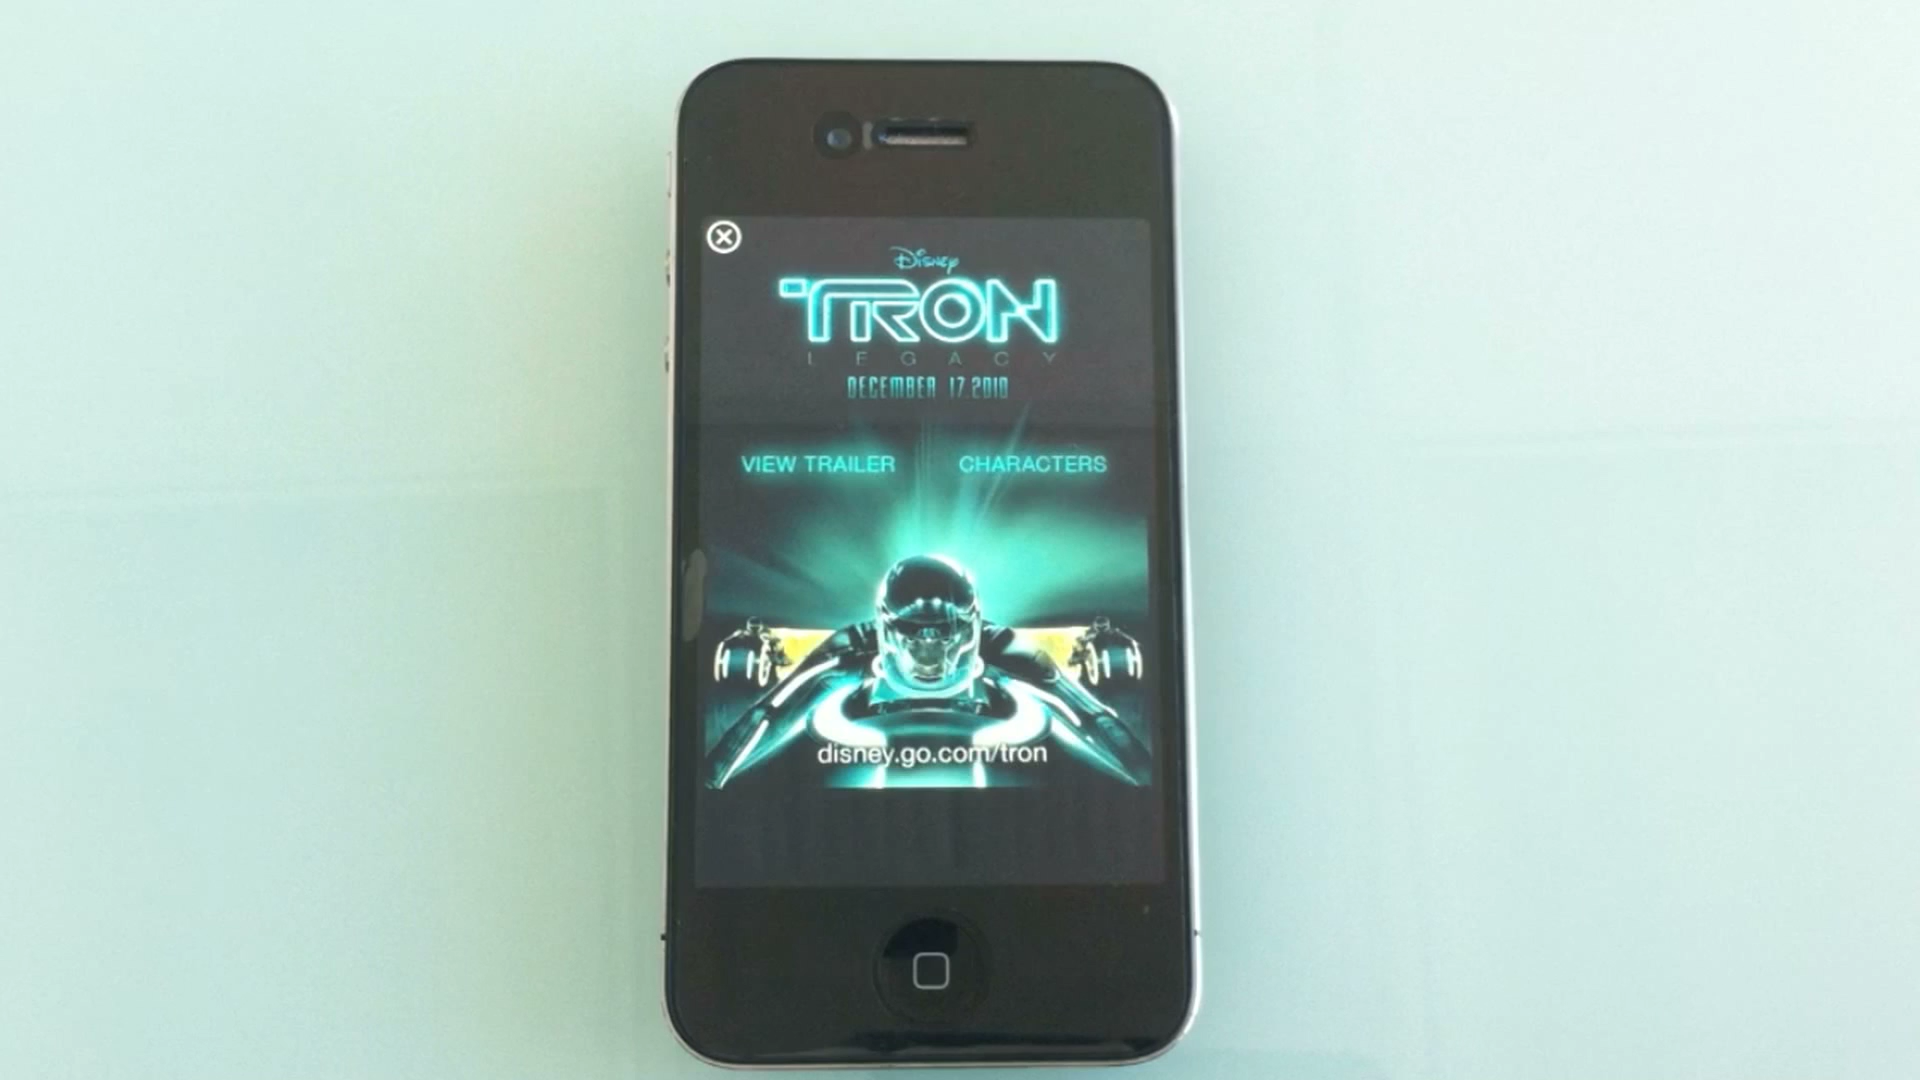 Disney
TRON
LEGACY
DECEMBER 17 2010
VIEW TRAILER
CHARACTERS
disney.go.com/tron